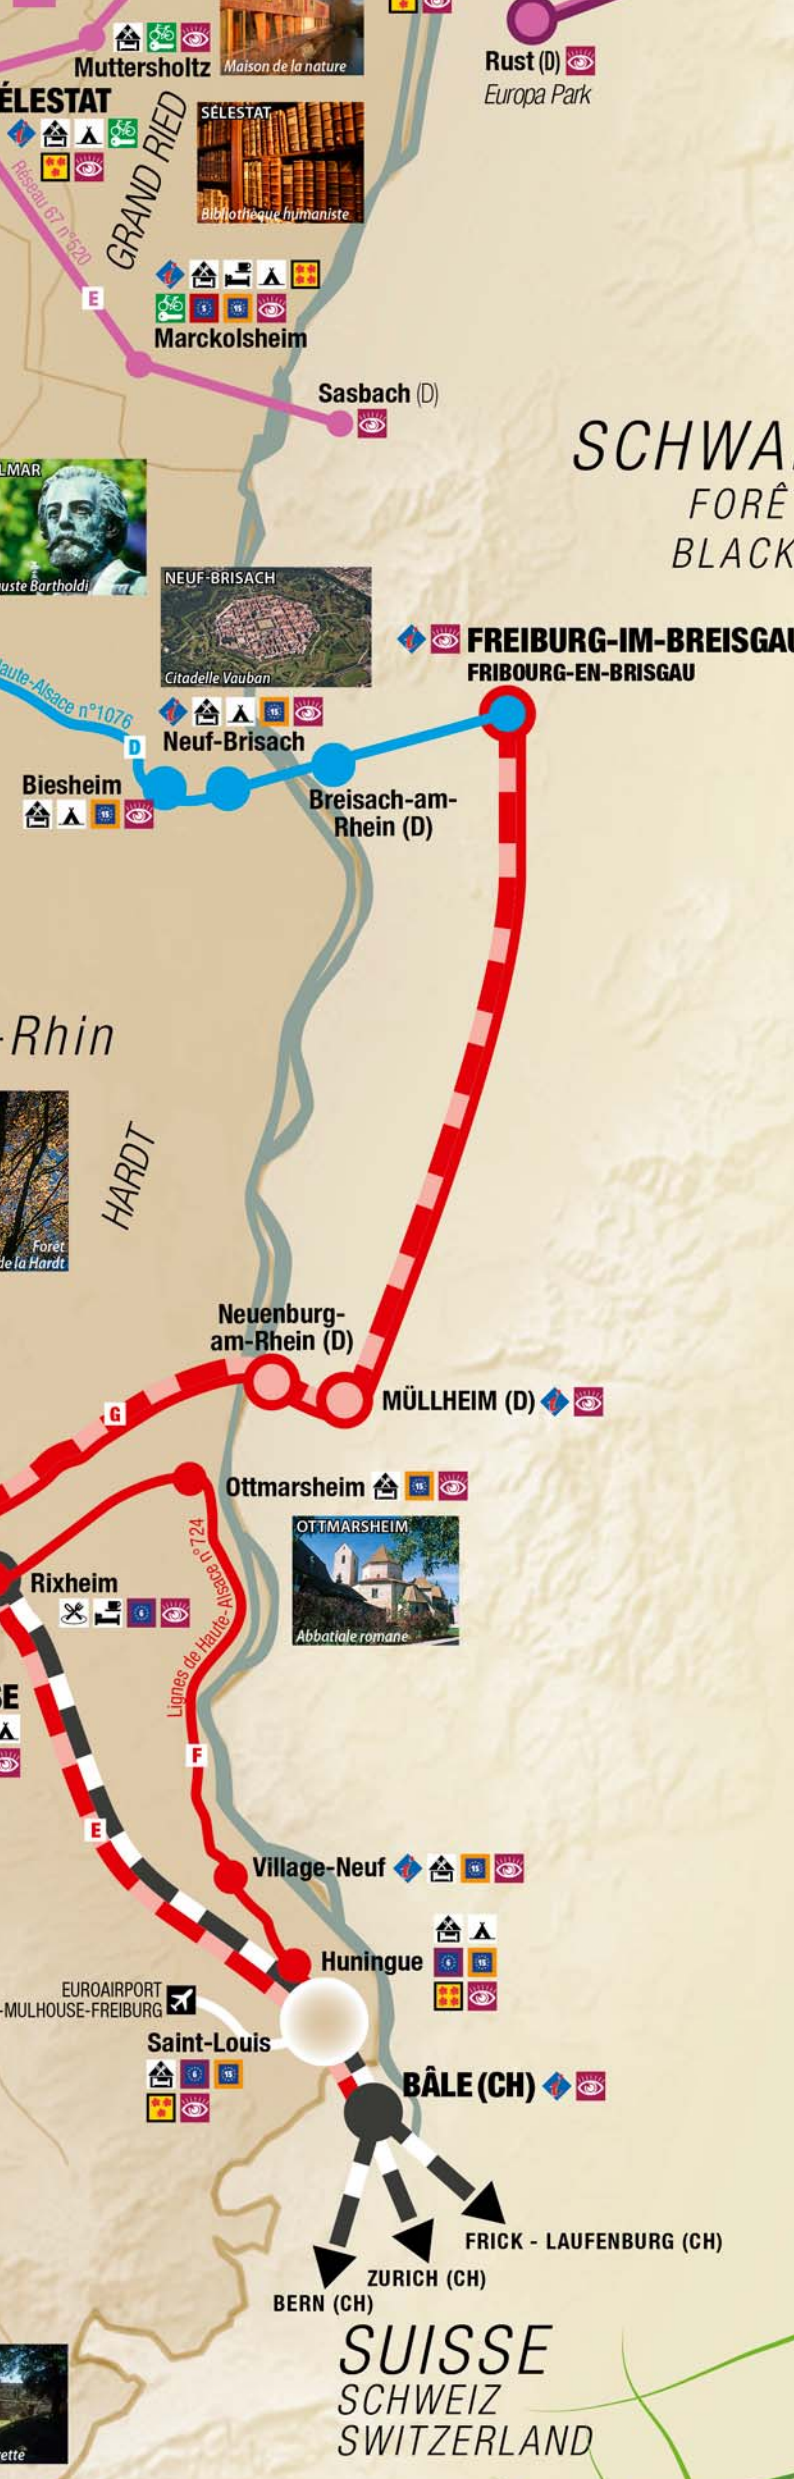 Muttersholtz
Maison de la nature
Rust (D)
Europa Park
ÉLESTAT
GRAND RIED
SÉLESTAT
Bibliothèque humaniste
Réseau 67 n°520
E
Marckolsheim
Sasbach (D)
SCHWA
FORÊ
BLACK
LMAR
uste Bartholdi
NEUF-BRISACH
Citadelle Vauban
FREIBURG-IM-BREISGAU
FRIBOURG-EN-BRISGAU
aute-Alsace n°1076
D
Neuf-Brisach
Biesheim
Breisach-am-
Rhein (D)
-Rhin
HARDT
Forêt
de la Hardt
Neuenburg-
am-Rhein (D)
G
MÜLLHEIM (D)
Ottmarsheim
OTTMARSHEIM
Abbatiale romane
Lignes de Haute-Alsace n°724
Rixheim
SE
F
E
Village-Neuf
Huningue
EUROAIRPORT
-MULHOUSE-FREIBURG
Saint-Louis
BÂLE (CH)
FRICK - LAUFENBURG (CH)
ZURICH (CH)
BERN (CH)
SUISSE
SCHWEIZ
SWITZERLAND
ette